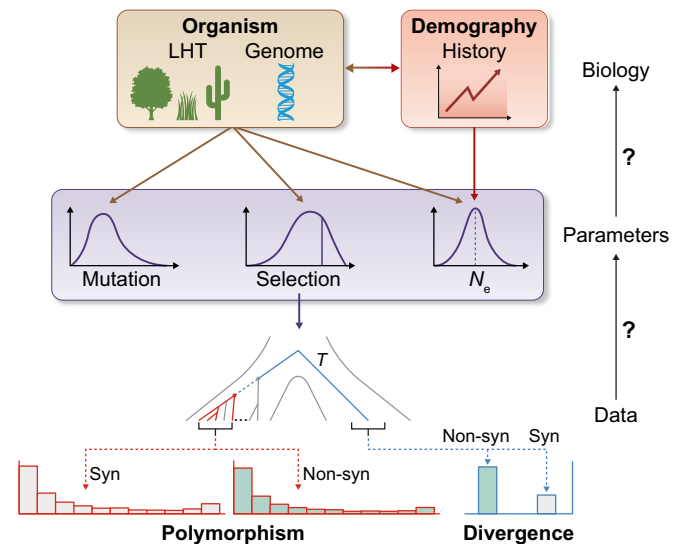 Organism
LHT Genome
Demography
History
Biology
?
Parameters
?
Data
Mutation
Selection
Ne
T
...
Syn
Non-syn
Non-syn
Syn
Polymorphism
Divergence